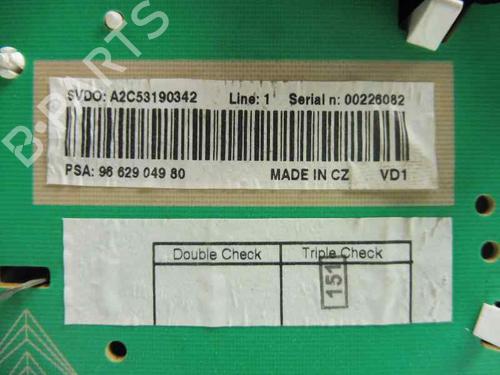 SVDO: A2C53190342 Line: 1 Serial n: 00226082
PSA: 96 629 049 80 MADE IN CZ VD1
Double Check Triple Check
151
B-PARTS